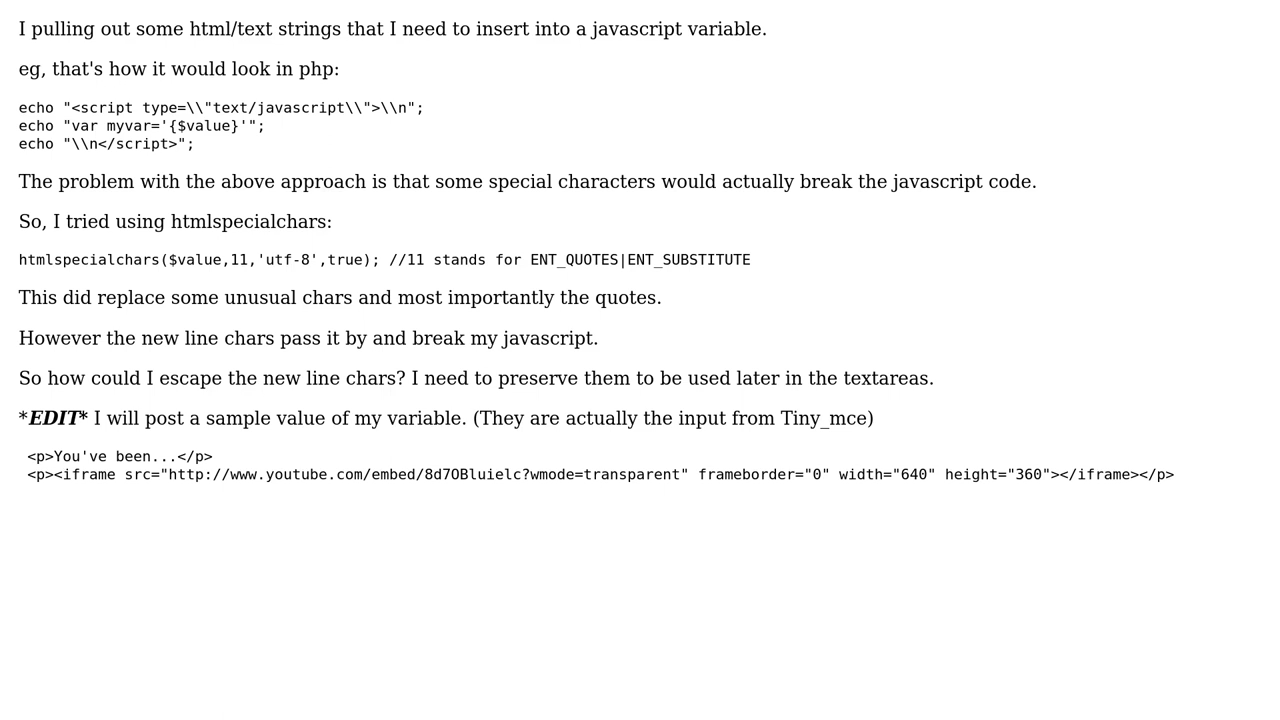 I pulling out some html/text strings that I need to insert into a javascript variable.
eg, that's how it would look in php:
echo "<script type=\\"text/javascript\\">\\n";
echo "var myvar='{$value}'";
echo "\\n</script>";
The problem with the above approach is that some special characters would actually break the javascript code.
So, I tried using htmlspecialchars:
htmlspecialchars($value,11,'utf-8',true); //11 stands for ENT_QUOTES|ENT_SUBSTITUTE
This did replace some unusual chars and most importantly the quotes.
However the new line chars pass it by and break my javascript.
So how could I escape the new line chars? I need to preserve them to be used later in the textareas.
*EDIT* I will post a sample value of my variable. (They are actually the input from Tiny_mce)
<p>You've been...</p>
<p><iframe src="http://www.youtube.com/embed/8d7OBluielc?wmode=transparent" frameborder="0" width="640" height="360"></iframe></p>